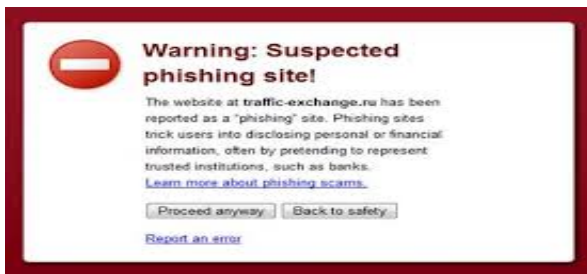 Warning: Suspected
phishing site!
The website at traffic-exchange.ru has been
reported as a "phishing" site. Phishing sites
trick users into disclosing personal or financial
information, often by pretending to represent
trusted institutions, such as banks.
Learn more about phishing scams.
Proceed anyway Back to safety
Report an error